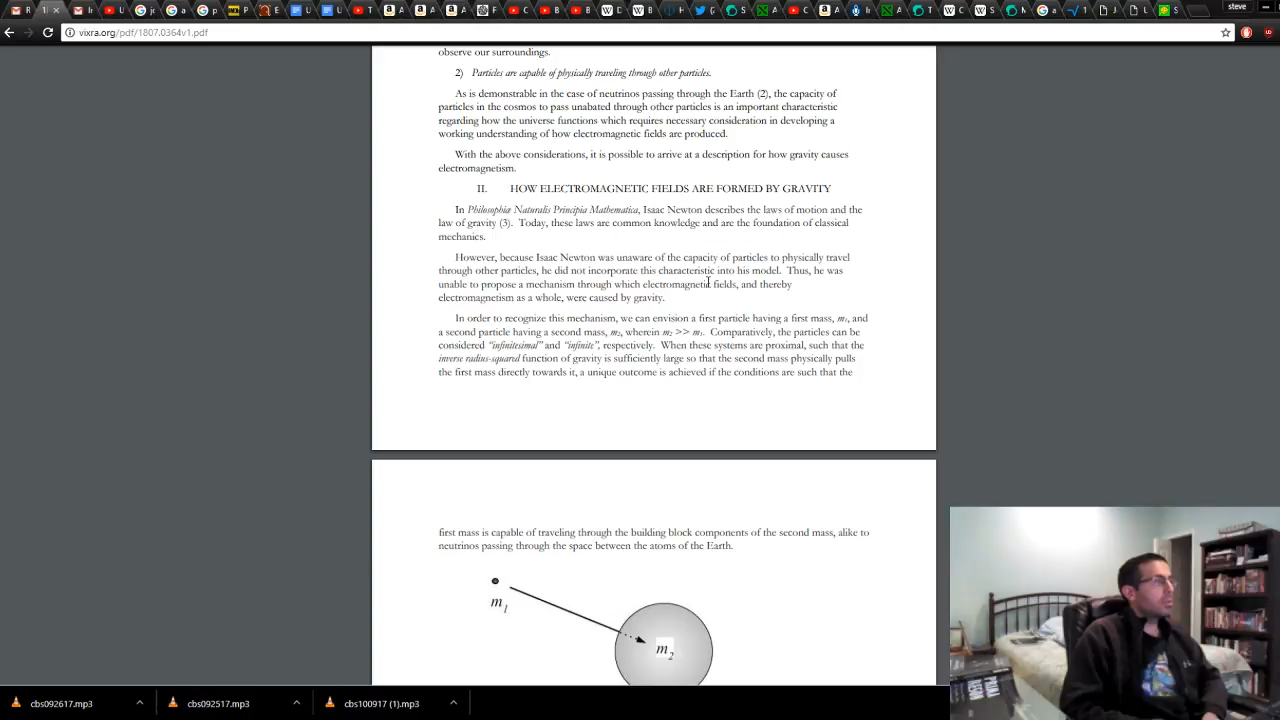 steve
vixra.org/pdf/1807.0364v1.pdf
observe our surroundings.
2) Particles are capable of physically traveling through other particles.
As is demonstrable in the case of neutrinos passing through the Earth (2), the capacity of
particles in the cosmos to pass unabated through other particles is an important characteristic
regarding how the universe functions which requires necessary consideration in developing a
working understanding of how electromagnetic fields are produced.
With the above considerations, it is possible to arrive at a description for how gravity causes
electromagnetism.
II. HOW ELECTROMAGNETIC FIELDS ARE FORMED BY GRAVITY
In Philosophiæ Naturalis Principia Mathematica, Isaac Newton describes the laws of motion and the
law of gravity (3). Today, these laws are common knowledge and are the foundation of classical
mechanics.
However, because Isaac Newton was unaware of the capacity of particles to physically travel
through other particles, he did not incorporate this characteristic into his model. Thus, he was
unable to propose a mechanism through which electromagnetic fields, and thereby
electromagnetism as a whole, were caused by gravity.
In order to recognize this mechanism, we can envision a first particle having a first mass, m₁, and
a second particle having a second mass, m₂, wherein m₂ >> m₁. Comparatively, the particles can be
considered "infinitesimal" and "infinite", respectively. When these systems are proximal, such that the
inverse radius-squared function of gravity is sufficiently large so that the second mass physically pulls
the first mass directly towards it, a unique outcome is achieved if the conditions are such that the
first mass is capable of traveling through the building block components of the second mass, alike to
neutrinos passing through the space between the atoms of the Earth.
m₁
m₂
cbs092617.mp3
cbs092517.mp3
cbs100917 (1).mp3